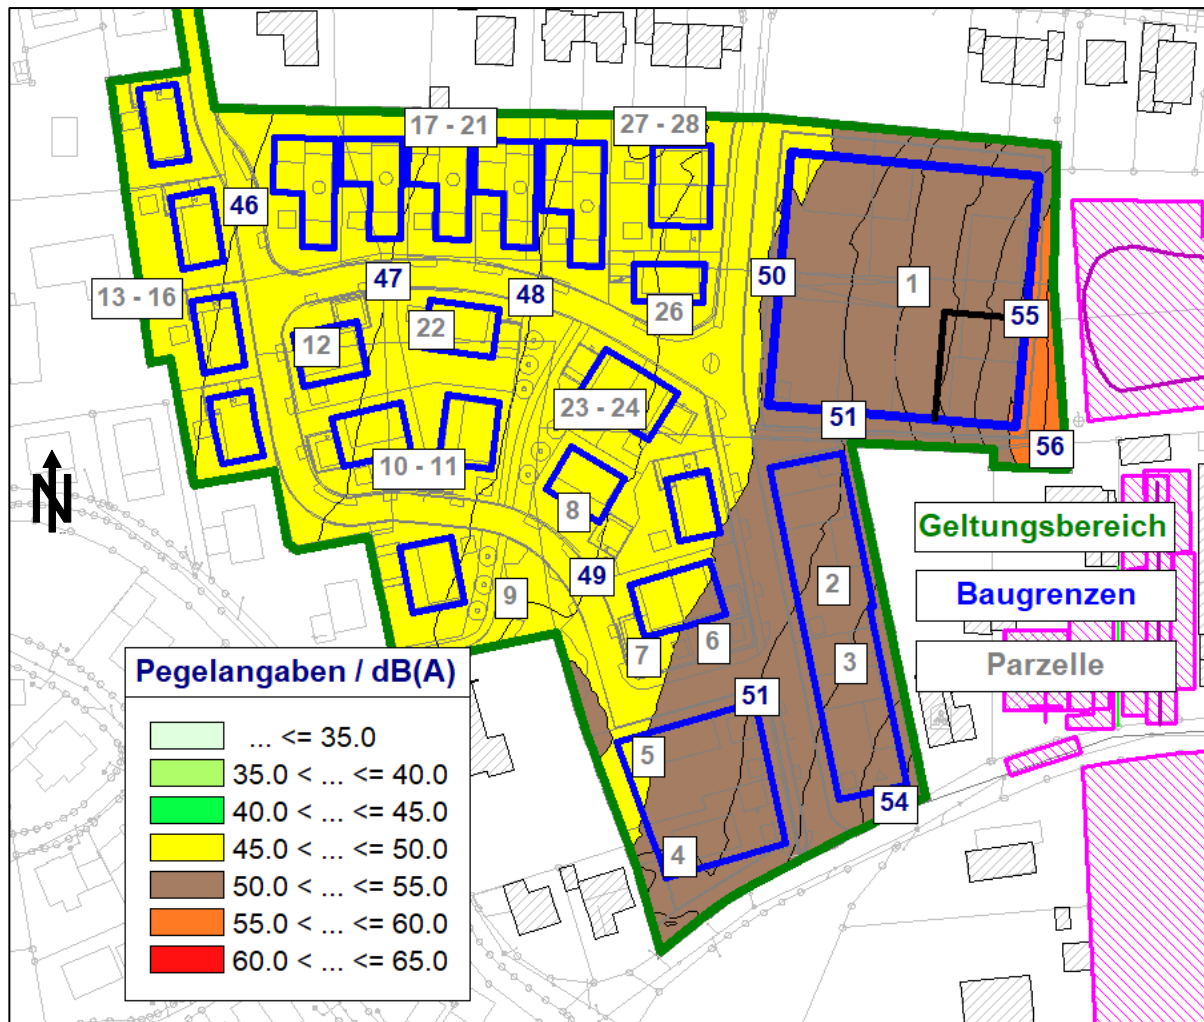 17 - 21
27 - 28
46
47
48
50
1
13 - 16
12
22
26
55
23 - 24
51
56
10 - 11
8
Geltungsbereich
49
2
Baugrenzen
9
7
6
3
Parzelle
51
5
54
4
N
Pegelangaben / dB(A)
... <= 35.0
35.0 < ... <= 40.0
40.0 < ... <= 45.0
45.0 < ... <= 50.0
50.0 < ... <= 55.0
55.0 < ... <= 60.0
60.0 < ... <= 65.0